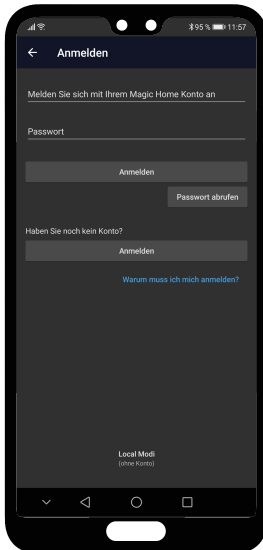 95 % 11:57
Anmelden
Melden Sie sich mit Ihrem Magic Home Konto an
Passwort
Anmelden
Passwort abrufen
Haben Sie noch kein Konto?
Anmelden
Warum muss ich mich anmelden?
Local Modi
(ohne Konto)